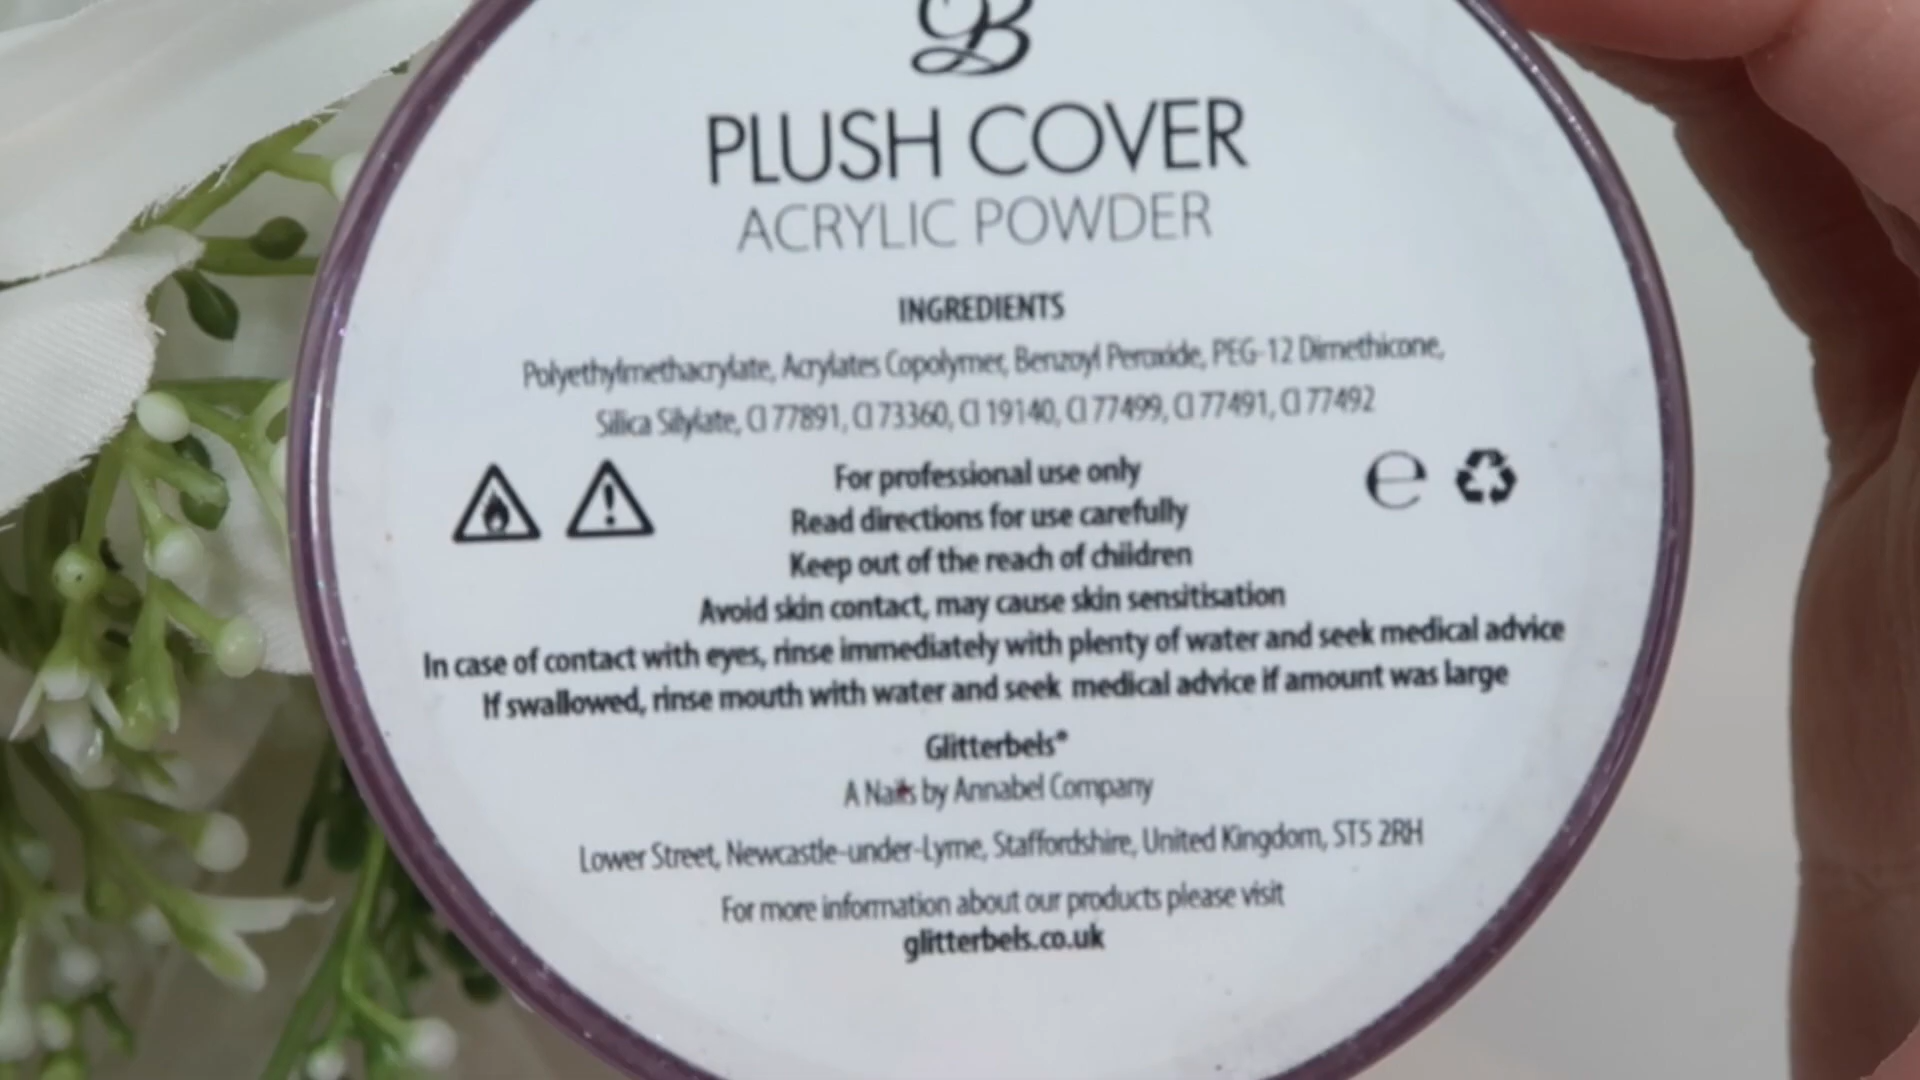 B
PLUSH COVER
ACRYLIC POWDER
INGREDIENTS
Polyethylmethacrylate, Acrylates Copolymer, Benzoyl Peroxide, PEG-12 Dimethicone,
Silica Silylate, CI 77891, CI 73360, CI 19140, CI 77499, CI 77491, CI 77492
For professional use only
Read directions for use carefully
Keep out of the reach of chiildren
Avoid skin contact, may cause skin sensitisation
℮
In case of contact with eyes, rinse immediately with plenty of water and seek medical advice
If swallowed, rinse mouth with water and seek medical advice if amount was large
Glitterbels®
A Nails by Annabel Company
Lower Street, Newcastle-under-Lyme, Staffordshire, United Kingdom, ST5 2RH
For more information about our products please visit
glitterbels.co.uk